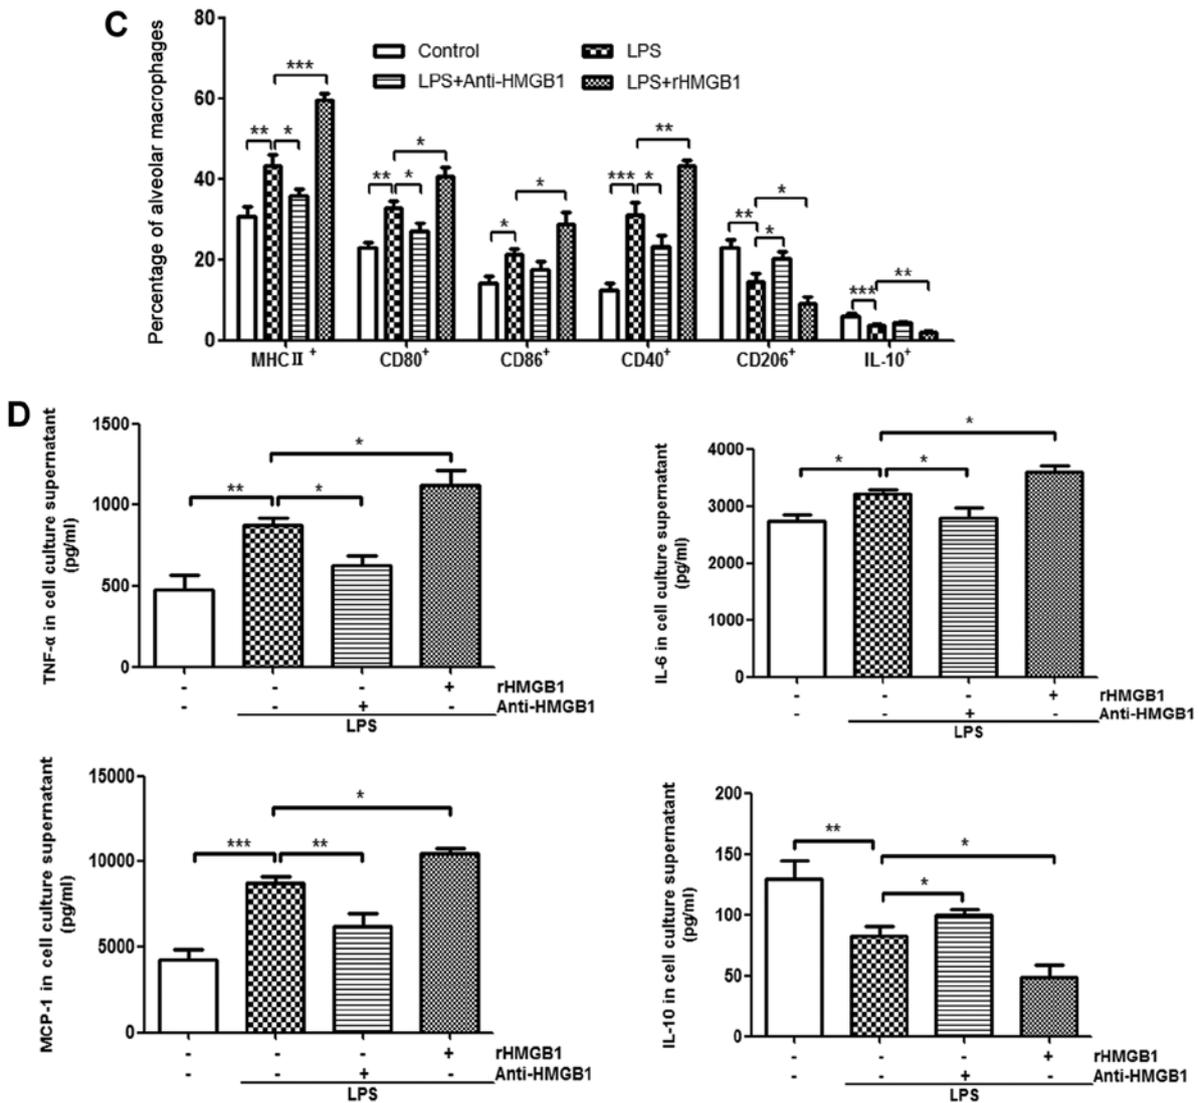 C
Percentage of alveolar macrophages
80
60
40
20
0
Control
LPS
LPS+Anti-HMGB1
LPS+rHMGB1
***
** *
** *
*
* *
*** *
**
** *
*
***
**
MHCII + CD80+ CD86+ CD40+ CD206+ IL-10+
D
TNF-α in cell culture supernatant
(pg/ml)
1500
1000
500
0
*
** *
- - - + rHMGB1
- - + - Anti-HMGB1
LPS
IL-6 in cell culture supernatant
(pg/ml)
4000
3000
2000
1000
0
*
* *
- - - + rHMGB1
- - + - Anti-HMGB1
LPS
MCP-1 in cell culture supernatant
(pg/ml)
15000
10000
5000
0
*
*** **
- - - + rHMGB1
- - + - Anti-HMGB1
LPS
IL-10 in cell culture supernatant
(pg/ml)
200
150
100
50
0
**
*
*
- - - + rHMGB1
- - + - Anti-HMGB1
LPS